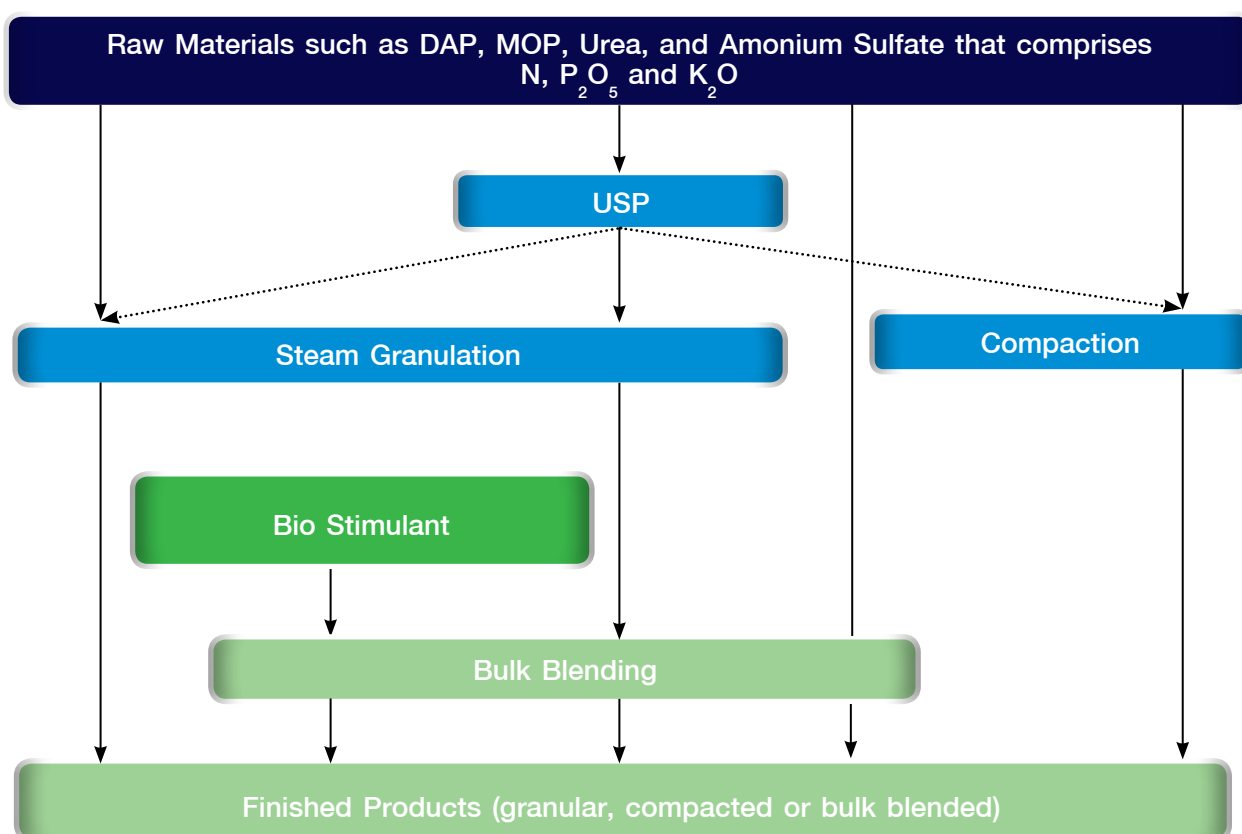 Raw Materials such as DAP, MOP, Urea, and Amonium Sulfate that comprises
N, P₂O₅ and K₂O
USP
Steam Granulation
Compaction
Bio Stimulant
Bulk Blending
Finished Products (granular, compacted or bulk blended)